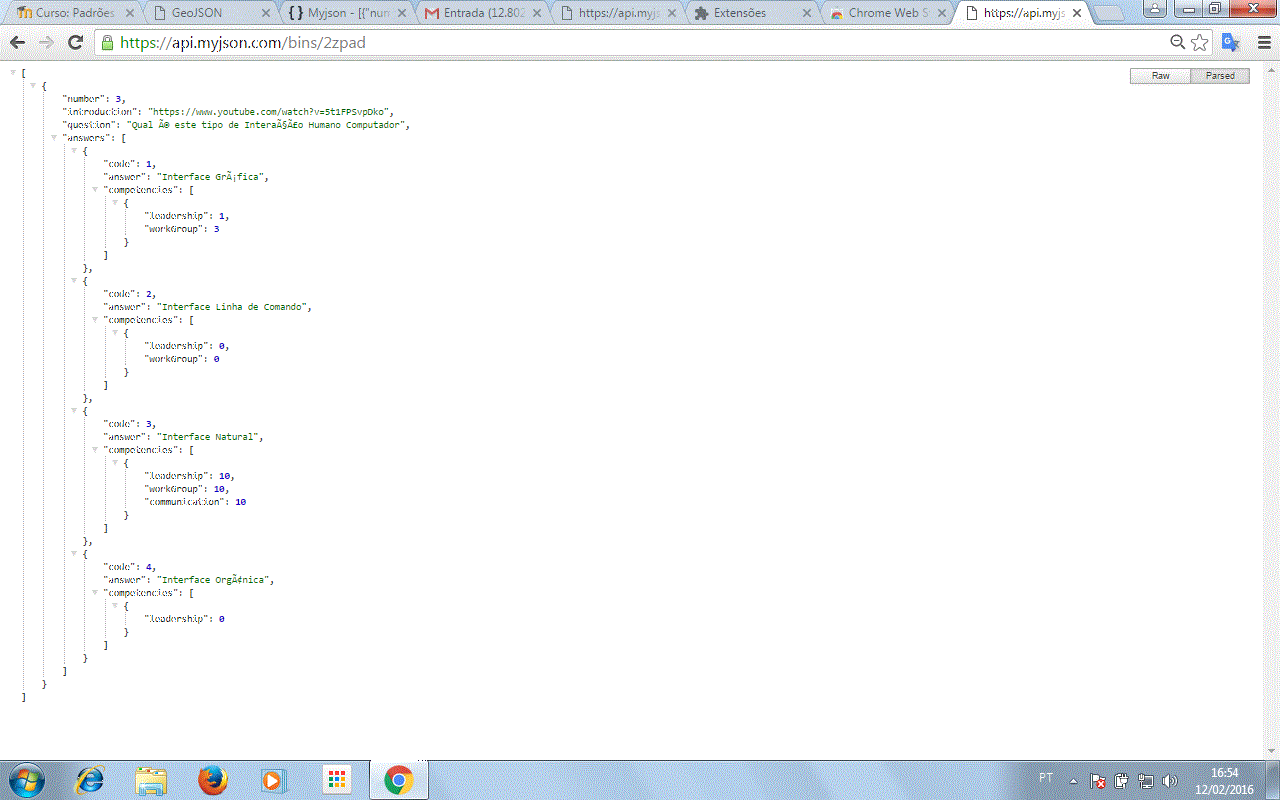 Curso: Padrões
GeoJSON
Myjson - [{"num
Entrada (12.802
https://api.myjs
Extensões
Chrome Web S
https://api.myjs
https://api.myjson.com/bins/2zpad
Raw
Parsed
[
{
"number": 3,
"introduction": "https://www.youtube.com/watch?v=5t1FPSvpDko",
"question": "Qual Ã© este tipo de InteraÃ§Ã£o Humano Computador",
"answers": [
{
"code": 1,
"answer": "Interface GrÃ¡fica",
"competencies": [
{
"leadership": 1,
"workGroup": 3
}
]
},
{
"code": 2,
"answer": "Interface Linha de Comando",
"competencies": [
{
"leadership": 0,
"workGroup": 0
}
]
},
{
"code": 3,
"answer": "Interface Natural",
"competencies": [
{
"leadership": 10,
"workGroup": 10,
"communication": 10
}
]
},
{
"code": 4,
"answer": "Interface OrgÃ¢nica",
"competencies": [
{
"leadership": 0
}
]
}
]
}
]
PT
16:54
12/02/2016